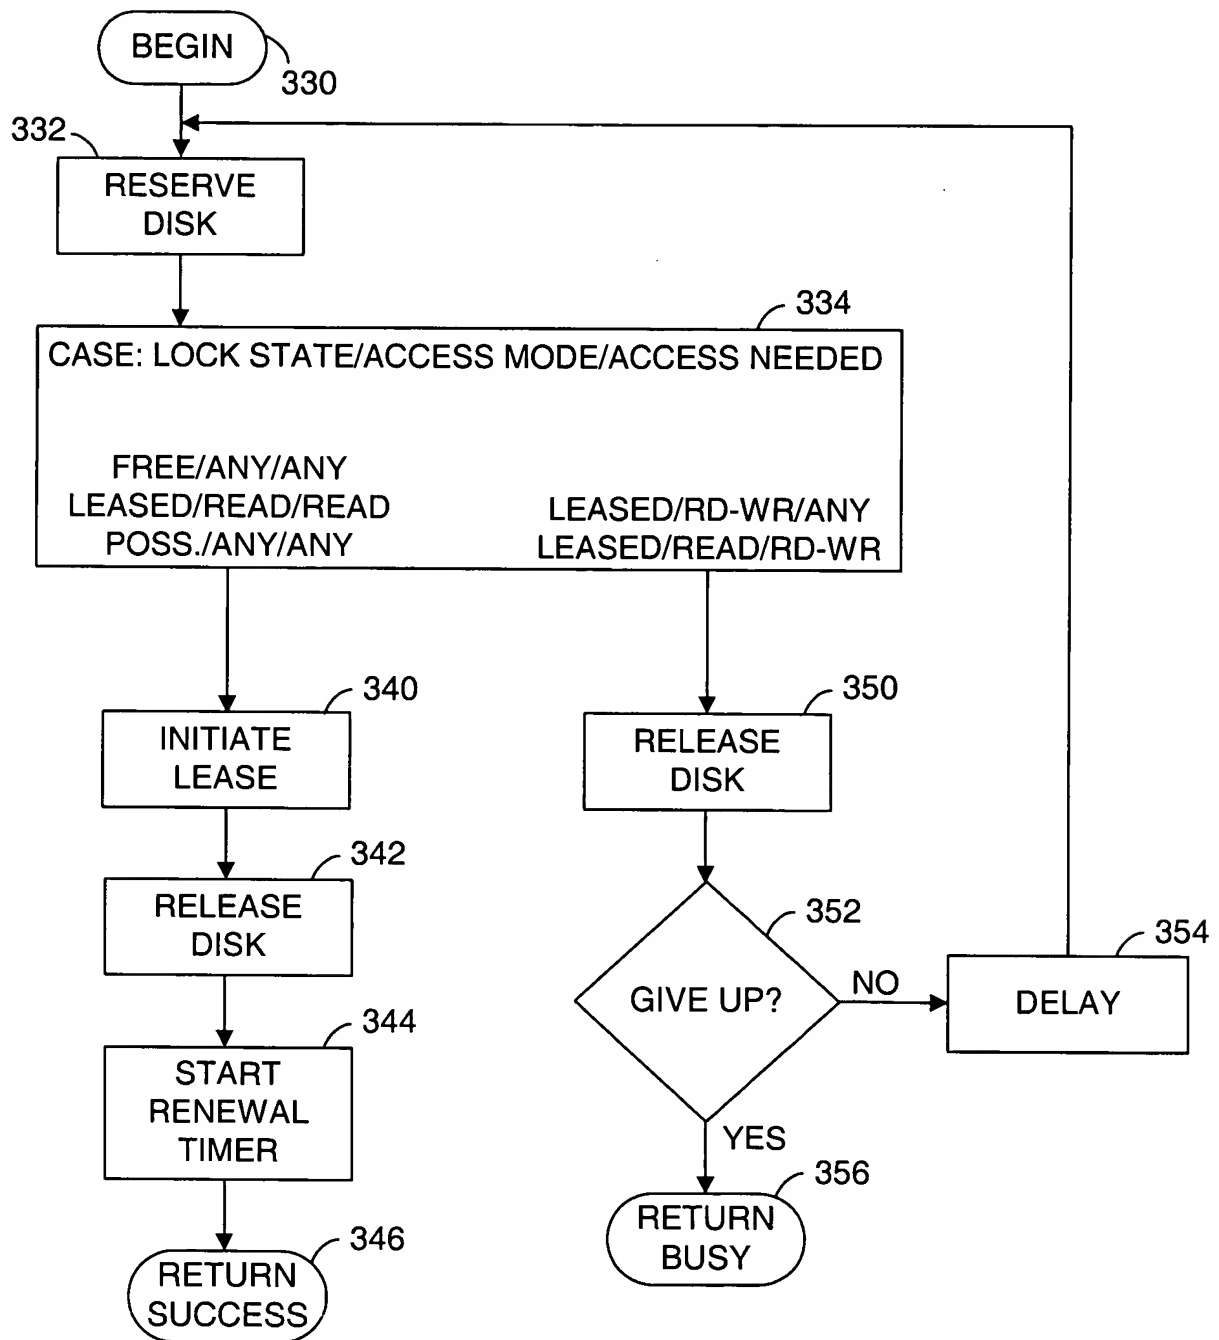 BEGIN
330
332
RESERVE
DISK
334
CASE: LOCK STATE/ACCESS MODE/ACCESS NEEDED
FREE/ANY/ANY
LEASED/READ/READ
POSS./ANY/ANY
LEASED/RD-WR/ANY
LEASED/READ/RD-WR
340
INITIATE
LEASE
342
RELEASE
DISK
344
START
RENEWAL
TIMER
346
RETURN
SUCCESS
350
RELEASE
DISK
352
GIVE UP?
NO
354
DELAY
YES
356
RETURN
BUSY